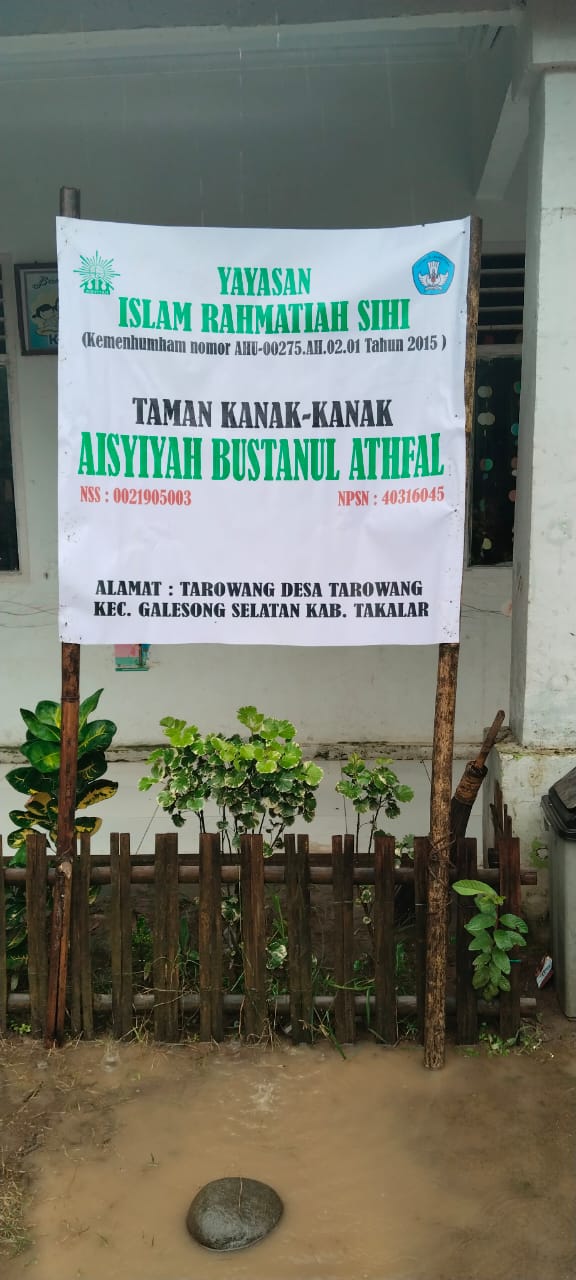 YAYASAN
ISLAM RAHMATIAH SIHI
(Kemenhumham nomor AHU-00275.AH.02.01 Tahun 2015 )
TAMAN KANAK-KANAK
AISYIYAH BUSTANUL ATHFAL
NSS : 0021905003 NPSN : 40316045
ALAMAT : TAROWANG DESA TAROWANG
KEC. GALESONG SELATAN KAB. TAKALAR